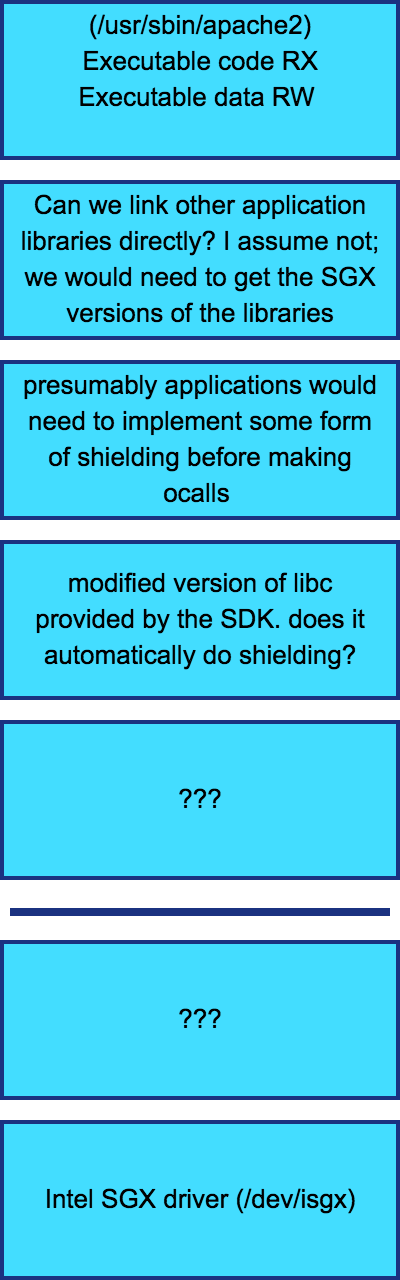 (/usr/sbin/apache2)
Executable code RX
Executable data RW
Can we link other application
libraries directly? I assume not;
we would need to get the SGX
versions of the libraries
presumably applications would
need to implement some form
of shielding before making
ocalls
modified version of libc
provided by the SDK. does it
automatically do shielding?
???
???
Intel SGX driver (/dev/isgx)